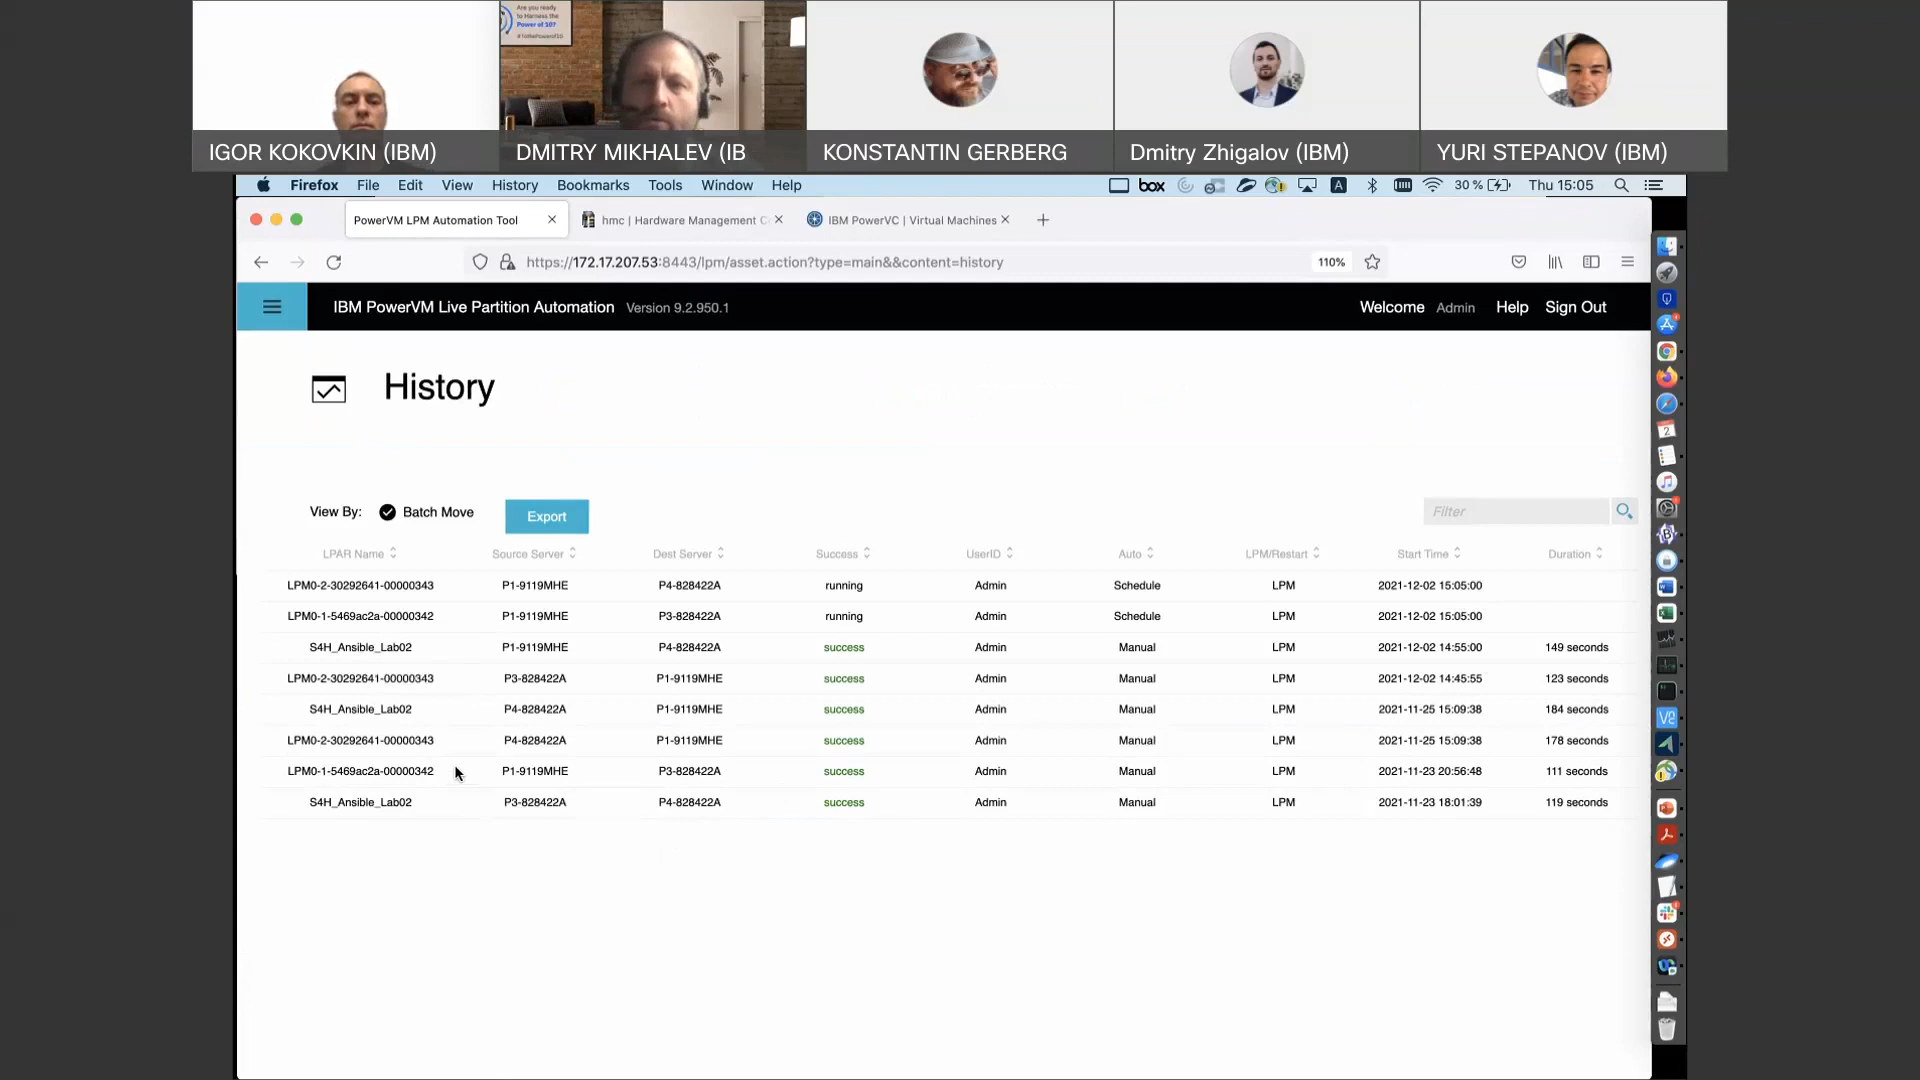 Are you ready
to Harness the
Power of 10?
IGOR KOKOVKIN (IBM)
DMITRY MIKHALEV (IB
KONSTANTIN GERBERG
Dmitry Zhigalov (IBM)
YURI STEPANOV (IBM)
Firefox File Edit View History Bookmarks Tools Window Help
box A 30 % Thu 15:05
PowerVM LPM Automation Tool
hmc | Hardware Management C
IBM PowerVC | Virtual Machines
https://172.17.207.53:8443/lpm/asset.action?type=main&&content=history
110%
IBM PowerVM Live Partition Automation Version 9.2.950.1
Welcome Admin Help Sign Out
History
View By: Batch Move Export Filter
LPAR Name Source Server Dest Server Success UserID Auto LPM/Restart Start Time Duration
LPM0-2-30292641-00000343 P1-9119MHE P4-828422A running Admin Schedule LPM 2021-12-02 15:05:00
LPM0-1-5469ac2a-00000342 P1-9119MHE P3-828422A running Admin Schedule LPM 2021-12-02 15:05:00
S4H_Ansible_Lab02 P1-9119MHE P4-828422A success Admin Manual LPM 2021-12-02 14:55:00 149 seconds
LPM0-2-30292641-00000343 P3-828422A P1-9119MHE success Admin Manual LPM 2021-12-02 14:45:55 123 seconds
S4H_Ansible_Lab02 P4-828422A P1-9119MHE success Admin Manual LPM 2021-11-25 15:09:38 184 seconds
LPM0-2-30292641-00000343 P4-828422A P1-9119MHE success Admin Manual LPM 2021-11-25 15:09:38 178 seconds
LPM0-1-5469ac2a-00000342 P1-9119MHE P3-828422A success Admin Manual LPM 2021-11-23 20:56:48 111 seconds
S4H_Ansible_Lab02 P3-828422A P4-828422A success Admin Manual LPM 2021-11-23 18:01:39 119 seconds